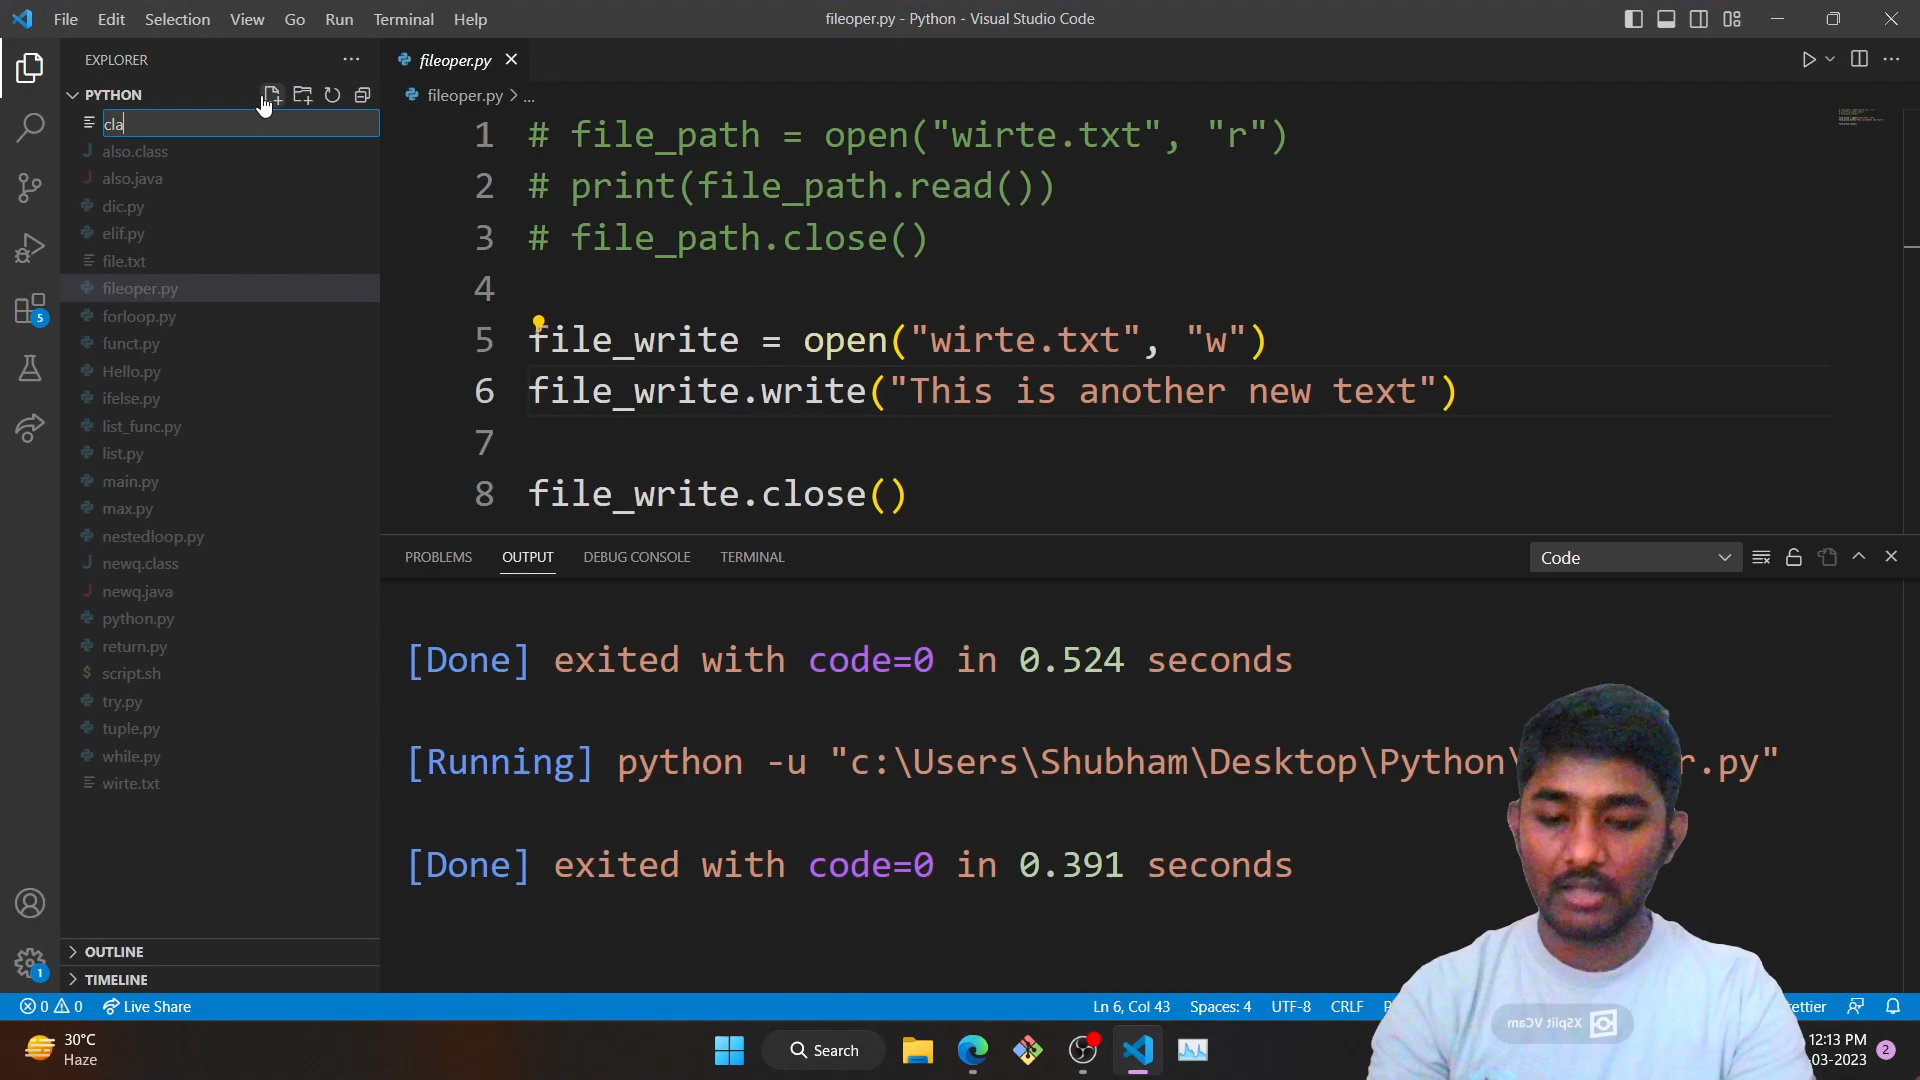 File Edit Selection View Go Run Terminal Help
fileoper.py - Python - Visual Studio Code
EXPLORER
PYTHON
cla
also.class
also.java
dic.py
elif.py
file.txt
fileoper.py
forloop.py
funct.py
Hello.py
ifelse.py
list_func.py
list.py
main.py
max.py
nestedloop.py
newq.class
newq.java
python.py
return.py
script.sh
try.py
tuple.py
while.py
wirte.txt
OUTLINE
TIMELINE
5
1
fileoper.py
fileoper.py > ...
1 # file_path = open("wirte.txt", "r")
2 # print(file_path.read())
3 # file_path.close()
4
5 file_write = open("wirte.txt", "w")
6 file_write.write("This is another new text")
7
8 file_write.close()
PROBLEMS OUTPUT DEBUG CONSOLE TERMINAL
Code
[Done] exited with code=0 in 0.524 seconds
[Running] python -u "c:\Users\Shubham\Desktop\Python\ r.py"
[Done] exited with code=0 in 0.391 seconds
0 0 Live Share
Ln 6, Col 43 Spaces: 4 UTF-8 CRLF
XSplit VCam
30°C
Haze
Search
12:13 PM
-03-2023
2